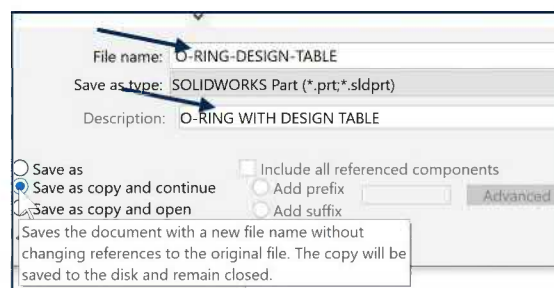 File name: O-RING-DESIGN-TABLE
Save as type: SOLIDWORKS Part (*.prt;*.sldprt)
Description: O-RING WITH DESIGN TABLE
Save as
Include all referenced components
Save as copy and continue
Add prefix
Advanced
Save as copy and open
Add suffix
Saves the document with a new file name without
changing references to the original file. The copy will be
saved to the disk and remain closed.